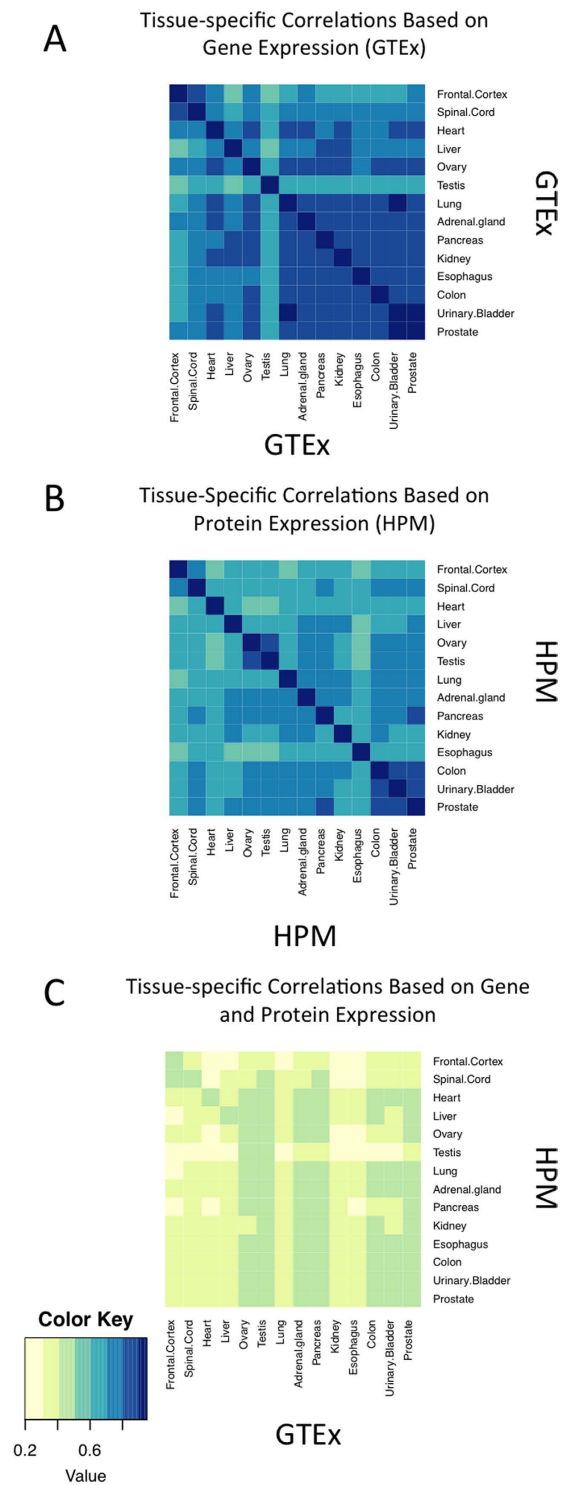 A
Tissue-specific Correlations Based on
Gene Expression (GTEx)
Frontal.Cortex
Spinal.Cord
Heart
Liver
Ovary
Testis
Lung
Adrenal.gland
Pancreas
Kidney
Esophagus
Colon
Urinary.Bladder
Prostate
GTEx
Frontal.Cortex
Spinal.Cord
Heart
Liver
Ovary
Testis
Lung
Adrenal.gland
Pancreas
Kidney
Esophagus
Colon
Urinary.Bladder
Prostate
GTEx
B
Tissue-Specific Correlations Based on
Protein Expression (HPM)
Frontal.Cortex
Spinal.Cord
Heart
Liver
Ovary
Testis
Lung
Adrenal.gland
Pancreas
Kidney
Esophagus
Colon
Urinary.Bladder
Prostate
HPM
Frontal.Cortex
Spinal.Cord
Heart
Liver
Ovary
Testis
Lung
Adrenal.gland
Pancreas
Kidney
Esophagus
Colon
Urinary.Bladder
Prostate
HPM
C
Tissue-specific Correlations Based on Gene
and Protein Expression
Frontal.Cortex
Spinal.Cord
Heart
Liver
Ovary
Testis
Lung
Adrenal.gland
Pancreas
Kidney
Esophagus
Colon
Urinary.Bladder
Prostate
HPM
Frontal.Cortex
Spinal.Cord
Heart
Liver
Ovary
Testis
Lung
Adrenal.gland
Pancreas
Kidney
Esophagus
Colon
Urinary.Bladder
Prostate
GTEx
Color Key
0.2 0.6
Value